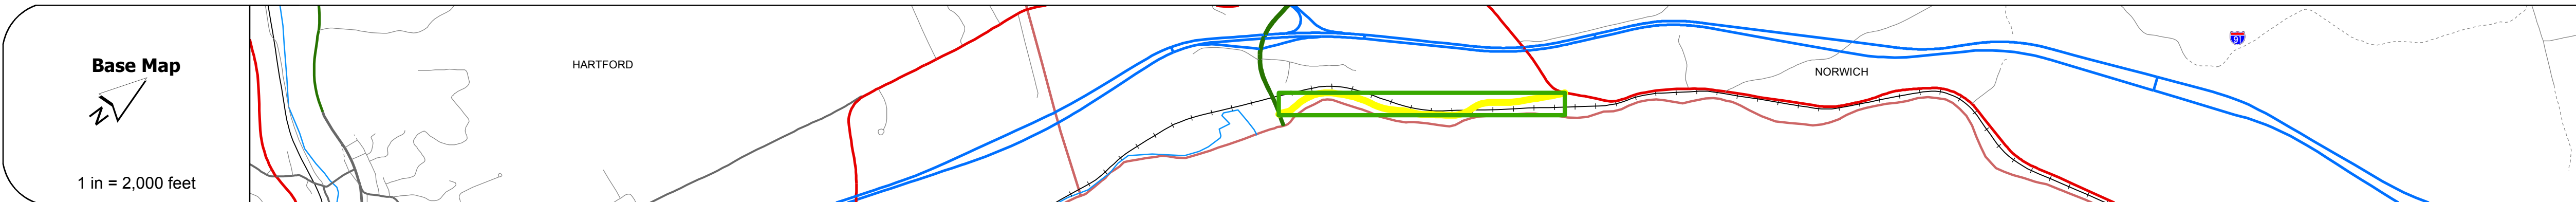 Base Map
N
1 in = 2,000 feet
HARTFORD
NORWICH
91